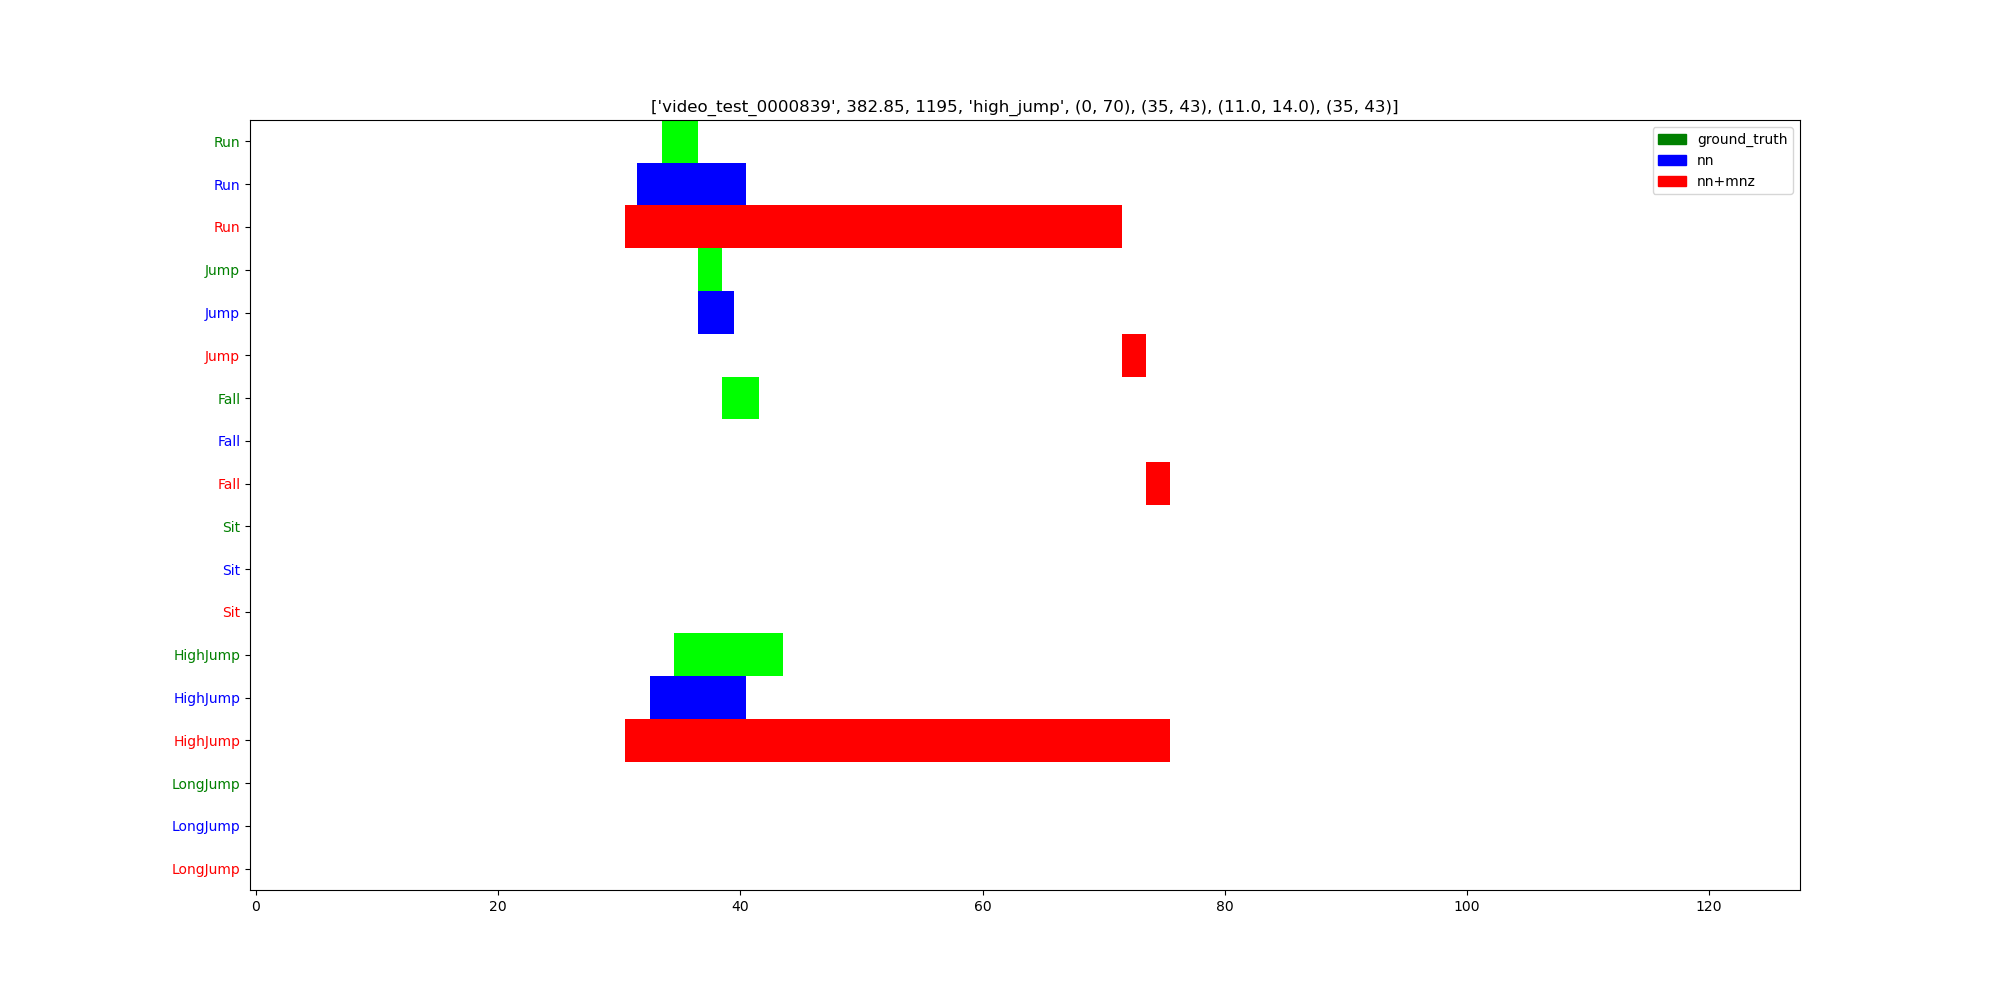 ['video_test_0000839', 382.85, 1195, 'high_jump', (0, 70), (35, 43), (11.0, 14.0), (35, 43)]
ground_truth
nn
nn+mnz
Run
Run
Run
Jump
Jump
Jump
Fall
Fall
Fall
Sit
Sit
Sit
HighJump
HighJump
HighJump
LongJump
LongJump
LongJump
0 20 40 60 80 100 120